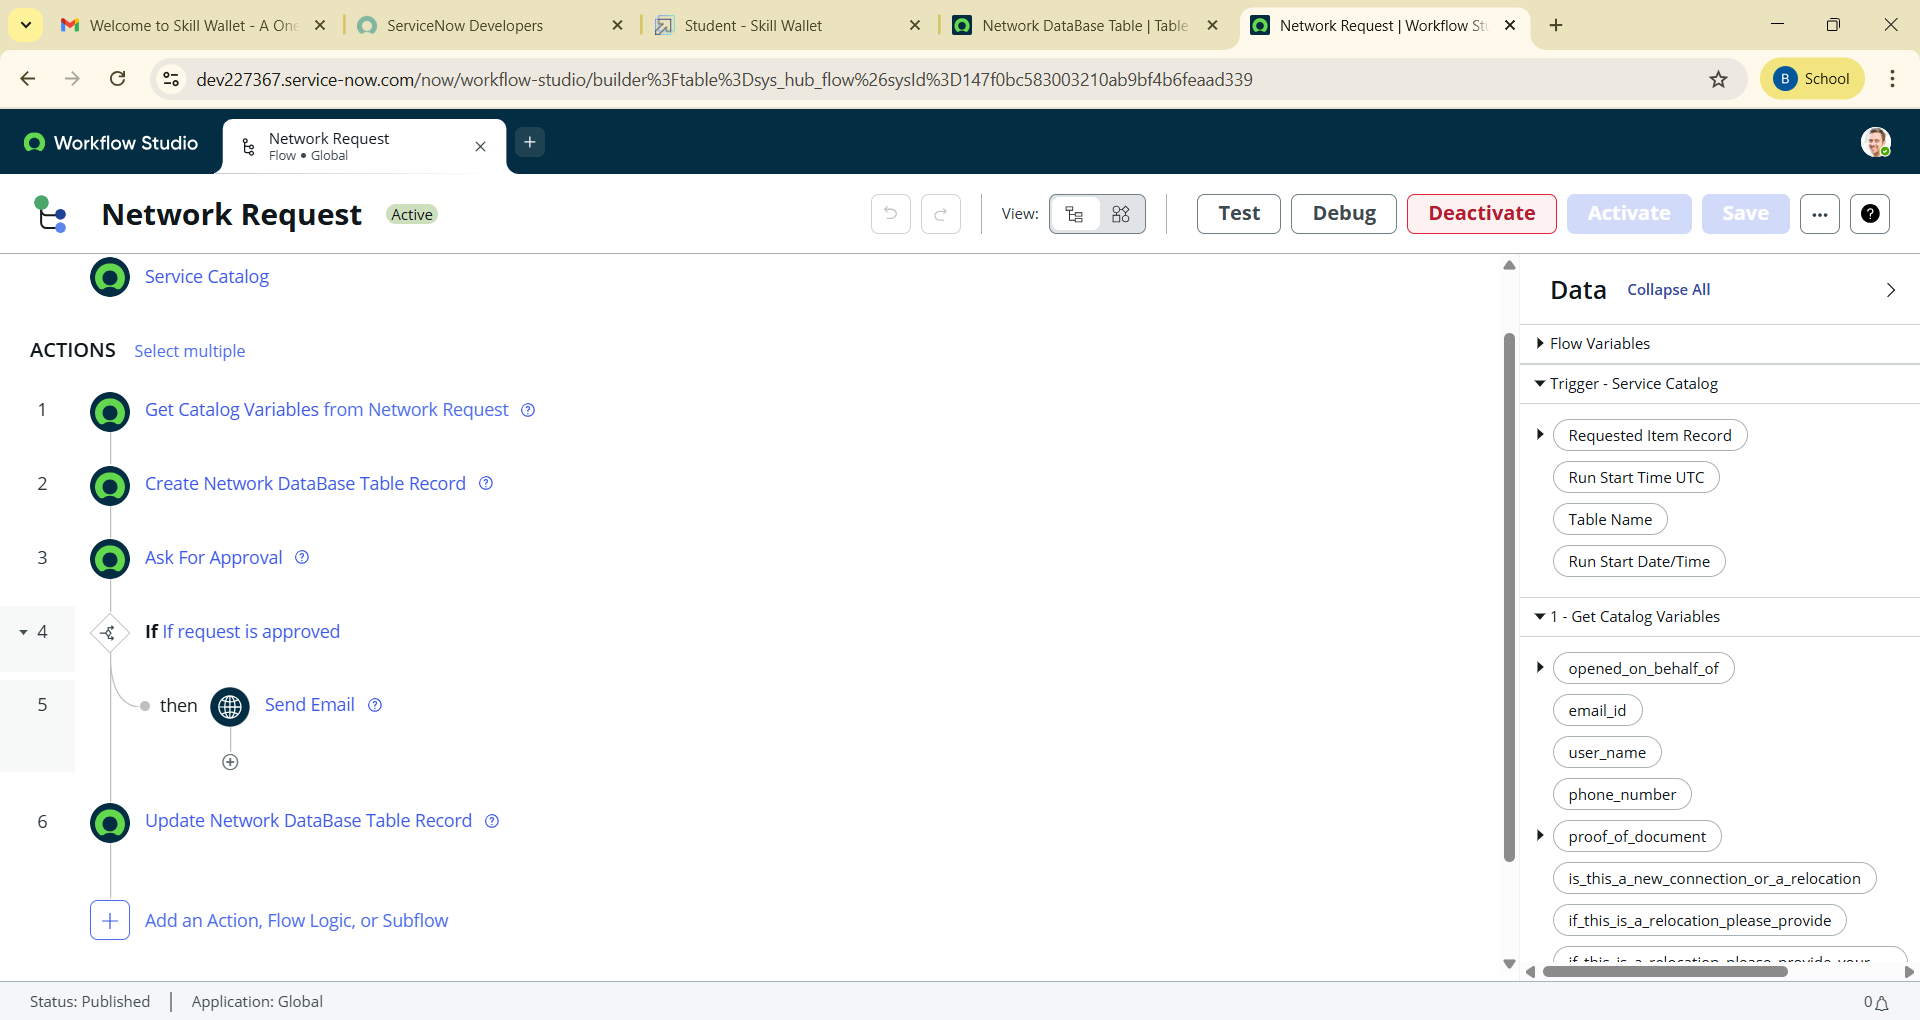 Welcome to Skill Wallet - A One
ServiceNow Developers
Student - Skill Wallet
Network DataBase Table | Table
Network Request | Workflow Stu
dev227367.service-now.com/now/workflow-studio/builder%3Ftable%3Dsys_hub_flow%26sysId%3D147f0bc583003210ab9bf4b6feaad339
B School
Workflow Studio
Network Request
Flow • Global
Network Request
Active
View:
Test
Debug
Deactivate
Activate
Save
Service Catalog
ACTIONS Select multiple
1 Get Catalog Variables from Network Request
2 Create Network DataBase Table Record
3 Ask For Approval
4 If If request is approved
5 then Send Email
6 Update Network DataBase Table Record
Add an Action, Flow Logic, or Subflow
Data Collapse All
Flow Variables
Trigger - Service Catalog
Requested Item Record
Run Start Time UTC
Table Name
Run Start Date/Time
1 - Get Catalog Variables
opened_on_behalf_of
email_id
user_name
phone_number
proof_of_document
is_this_a_new_connection_or_a_relocation
if_this_is_a_relocation_please_provide
if_this_is_a_relocation_please_provide_your
Status: Published
Application: Global
0